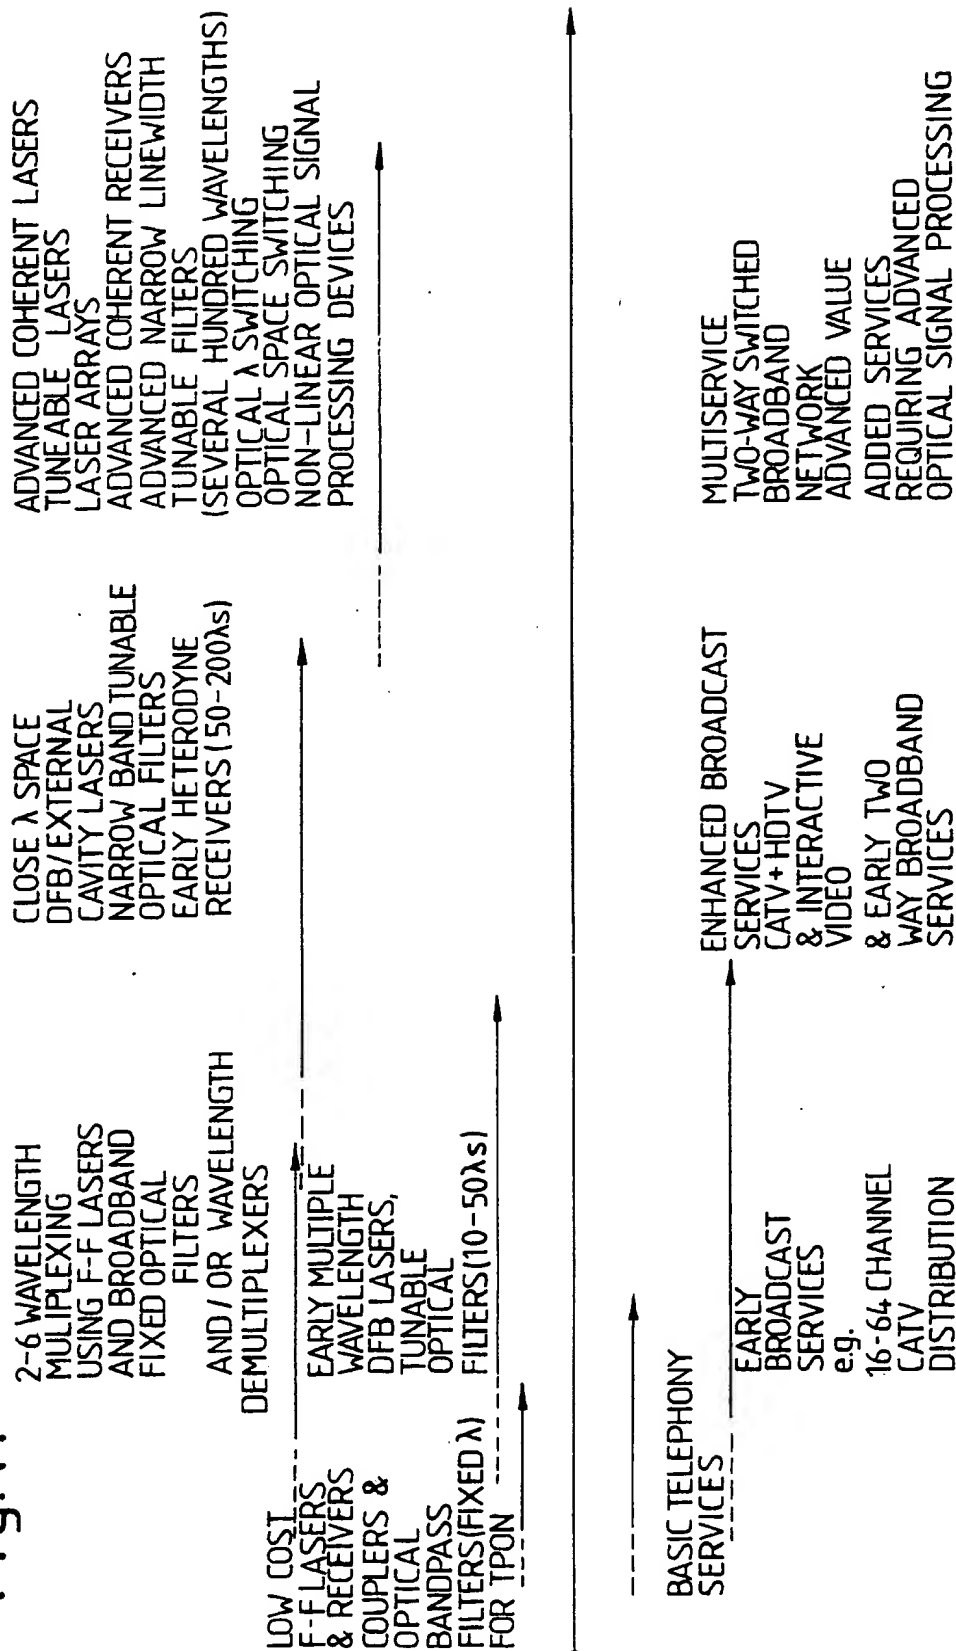 LOW COST
F-F LASERS
& RECEIVERS
COUPLERS &
OPTICAL
BANDPASS
FILTERS(FIXED λ)
FOR TPON
2-6 WAVELENGTH
MULIPLEXING
USING F-F LASERS
AND BROADBAND
FIXED OPTICAL
FILTERS
AND / OR WAVELENGTH
DEMULTIPLEXERS
EARLY MULTIPLE
WAVELENGTH
DFB LASERS,
TUNABLE
OPTICAL
FILTERS(10-50λs)
CLOSE λ SPACE
DFB/EXTERNAL
CAVITY LASERS
NARROW BAND TUNABLE
OPTICAL FILTERS
EARLY HETERODYNE
RECEIVERS(50-200λs)
ADVANCED COHERENT LASERS
TUNEABLE LASERS
LASER ARRAYS
ADVANCED COHERENT RECEIVERS
ADVANCED NARROW LINEWIDTH
TUNABLE FILTERS
(SEVERAL HUNDRED WAVELENGTHS)
OPTICAL λ SWITCHING
OPTICAL SPACE SWITCHING
NON-LINEAR OPTICAL SIGNAL
PROCESSING DEVICES
BASIC TELEPHONY
SERVICES
EARLY
BROADCAST
SERVICES
e.g.
16-64 CHANNEL
CATV
DISTRIBUTION
ENHANCED BROADCAST
SERVICES
CATV+HDTV
& INTERACTIVE
VIDEO
& EARLY TWO
WAY BROADBAND
SERVICES
MULTISERVICE
TWO-WAY SWITCHED
BROADBAND
NETWORK
ADVANCED VALUE
ADDED SERVICES
REQUIRING ADVANCED
OPTICAL SIGNAL PROCESSING